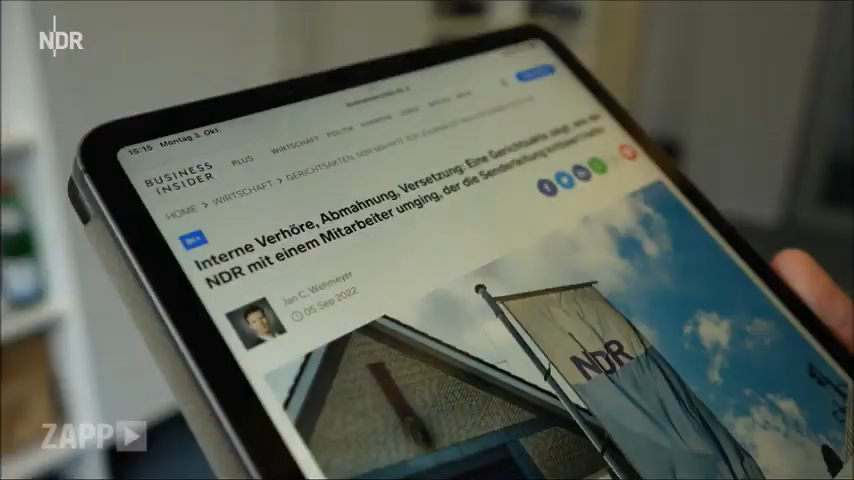 NDR
15:15 Montag 3. Okt.
BUSINESS
INSIDER
PLUS WIRTSCHAFT POLITIK
HOME > WIRTSCHAFT > GERICHTSAKTEN
Interne Verhöre, Abmahnung, Versetzung: Eine Gerichtsakte zeigt, wie der
NDR mit einem Mitarbeiter umging, der die Senderleitung kritisiert hatte
Jan C. Wehmeyer
05 Sep 2022
NDR
ZAPP